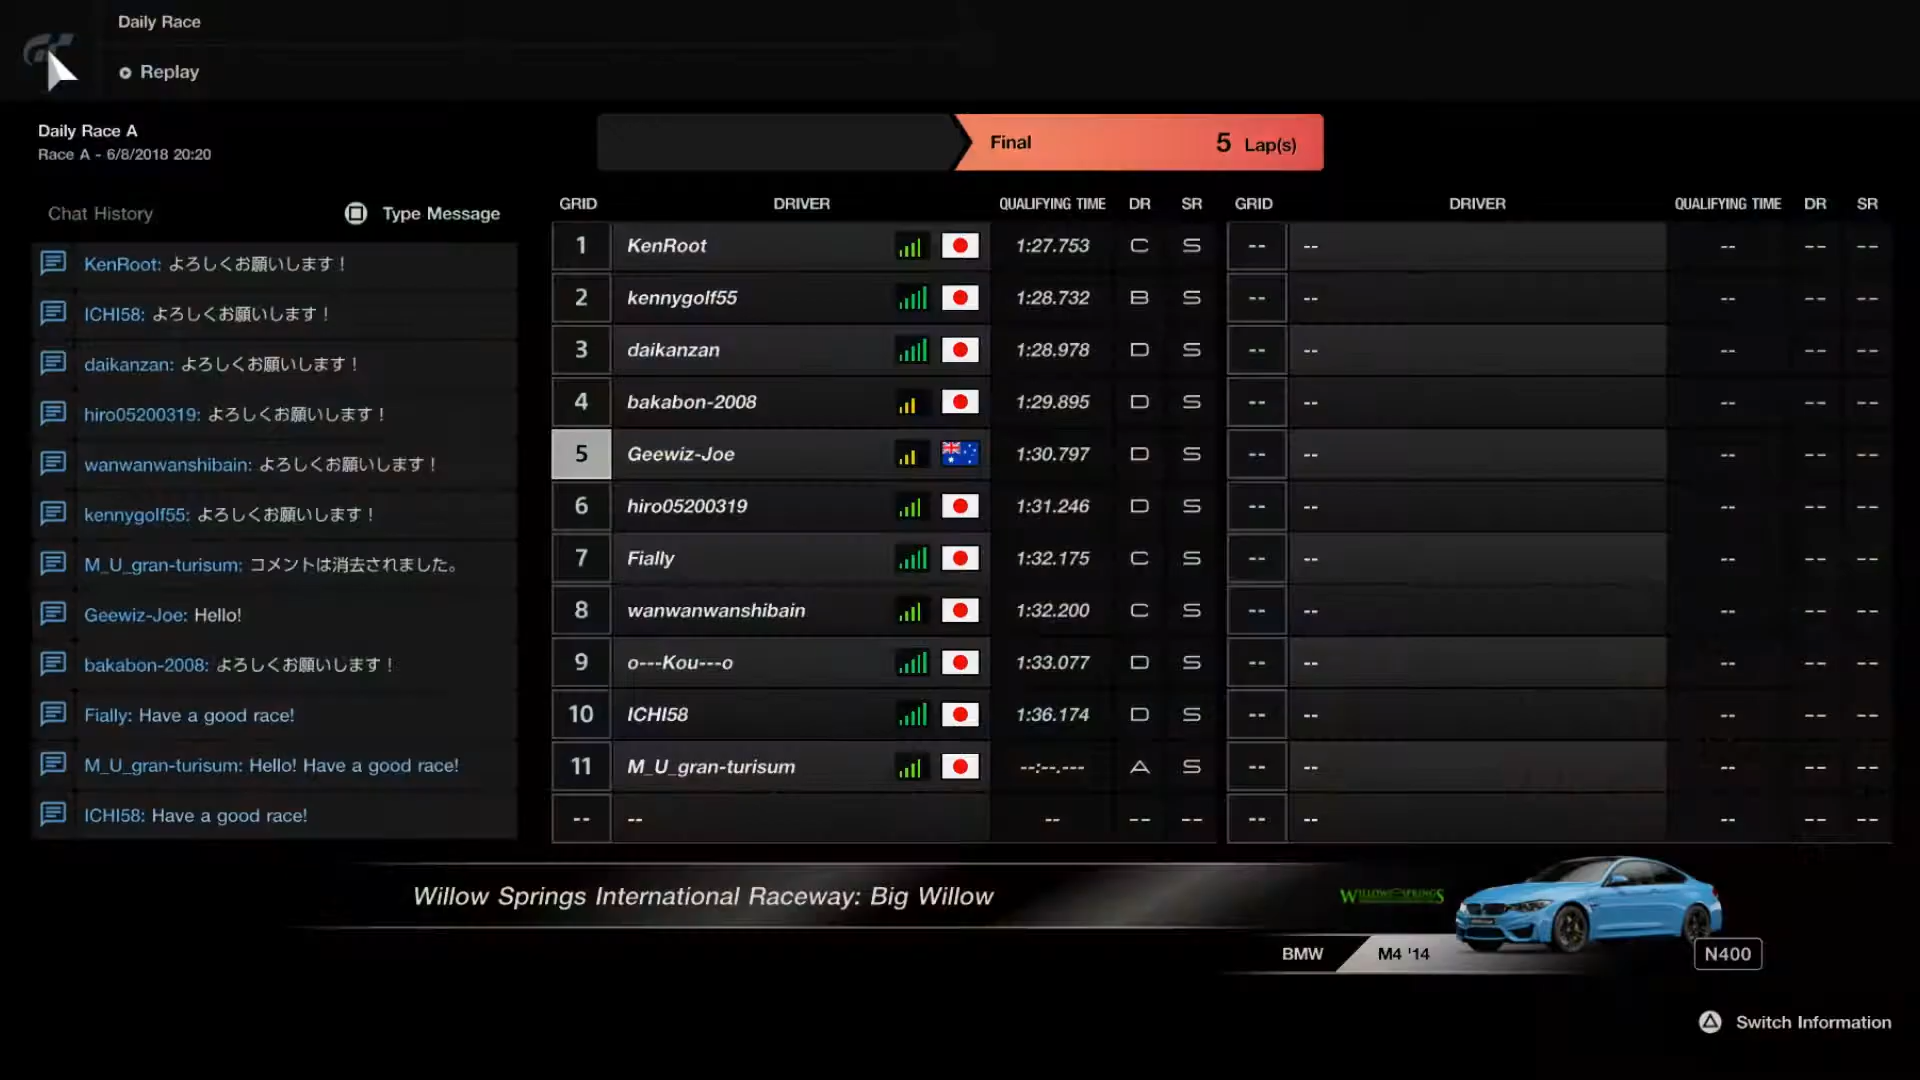 Daily Race
Replay
Daily Race A
Race A - 6/8/2018 20:20
Final 5 Lap(s)
Chat History Type Message
KenRoot: よろしくお願いします！
ICHI58: よろしくお願いします！
daikanzan: よろしくお願いします！
hiro05200319: よろしくお願いします！
wanwanwanshibain: よろしくお願いします！
kennygolf55: よろしくお願いします！
M_U_gran-turisum: コメントは消去されました。
Geewiz-Joe: Hello!
bakabon-2008: よろしくお願いします！
Fially: Have a good race!
M_U_gran-turisum: Hello! Have a good race!
ICHI58: Have a good race!
GRID DRIVER QUALIFYING TIME DR SR GRID DRIVER QUALIFYING TIME DR SR
1 KenRoot 1:27.753 C S -- -- -- -- --
2 kennygolf55 1:28.732 B S -- -- -- -- --
3 daikanzan 1:28.978 D S -- -- -- -- --
4 bakabon-2008 1:29.895 D S -- -- -- -- --
5 Geewiz-Joe 1:30.797 D S -- -- -- -- --
6 hiro05200319 1:31.246 D S -- -- -- -- --
7 Fially 1:32.175 C S -- -- -- -- --
8 wanwanwanshibain 1:32.200 C S -- -- -- -- --
9 o---Kou---o 1:33.077 D S -- -- -- -- --
10 ICHI58 1:36.174 D S -- -- -- -- --
11 M_U_gran-turisum --:--.--- A S -- -- -- -- --
-- -- -- -- -- -- -- -- -- --
Willow Springs International Raceway: Big Willow
WILLOW SPRINGS
BMW M4 '14 N400
Switch Information